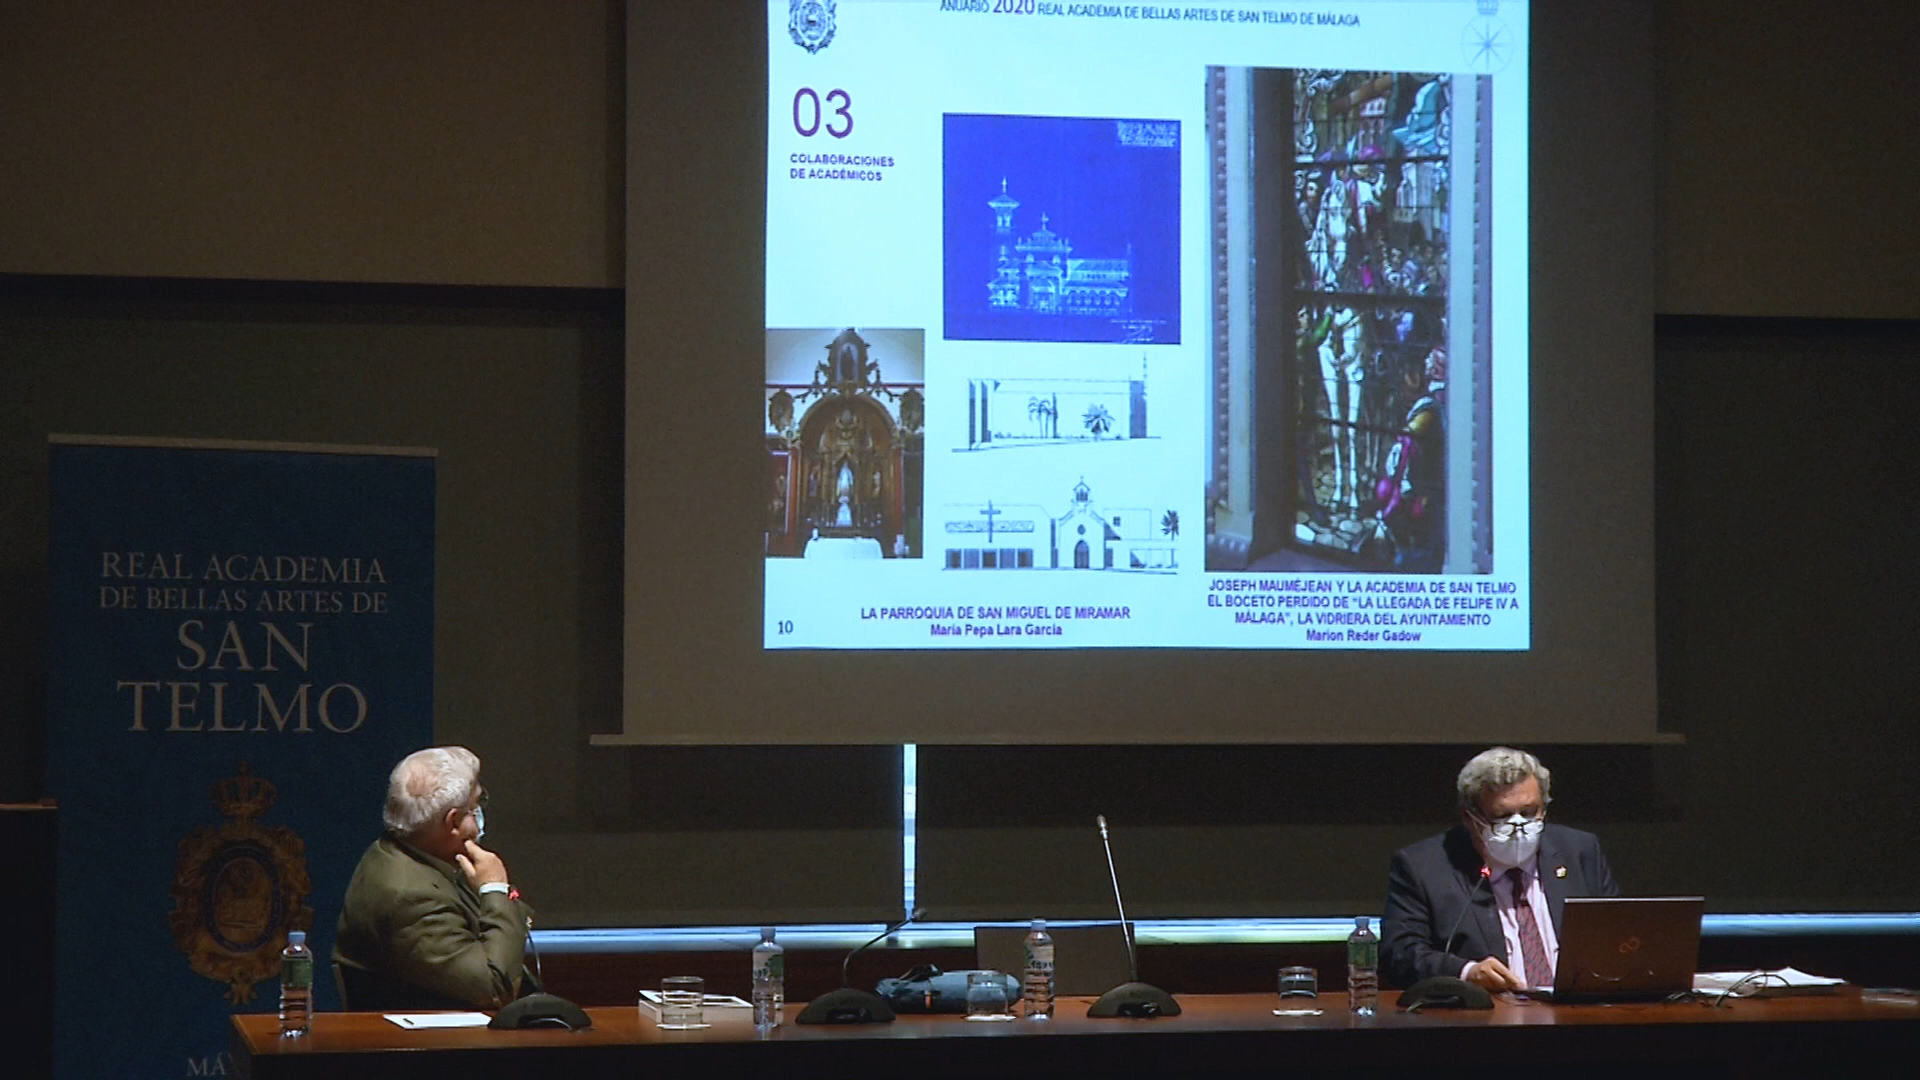 ANUARIO 2020 REAL ACADEMIA DE BELLAS ARTES DE SAN TELMO DE MÁLAGA
03
COLABORACIONES
DE ACADÉMICOS
LA PARROQUIA DE SAN MIGUEL DE MIRAMAR
María Pepa Lara García
10
JOSEPH MAUMÉJEAN Y LA ACADEMIA DE SAN TELMO
EL BOCETO PERDIDO DE "LA LLEGADA DE FELIPE IV A
MÁLAGA", LA VIDRIERA DEL AYUNTAMIENTO
Marion Reder Gadow
REAL ACADEMIA
DE BELLAS ARTES DE
SAN
TELMO
MÁ